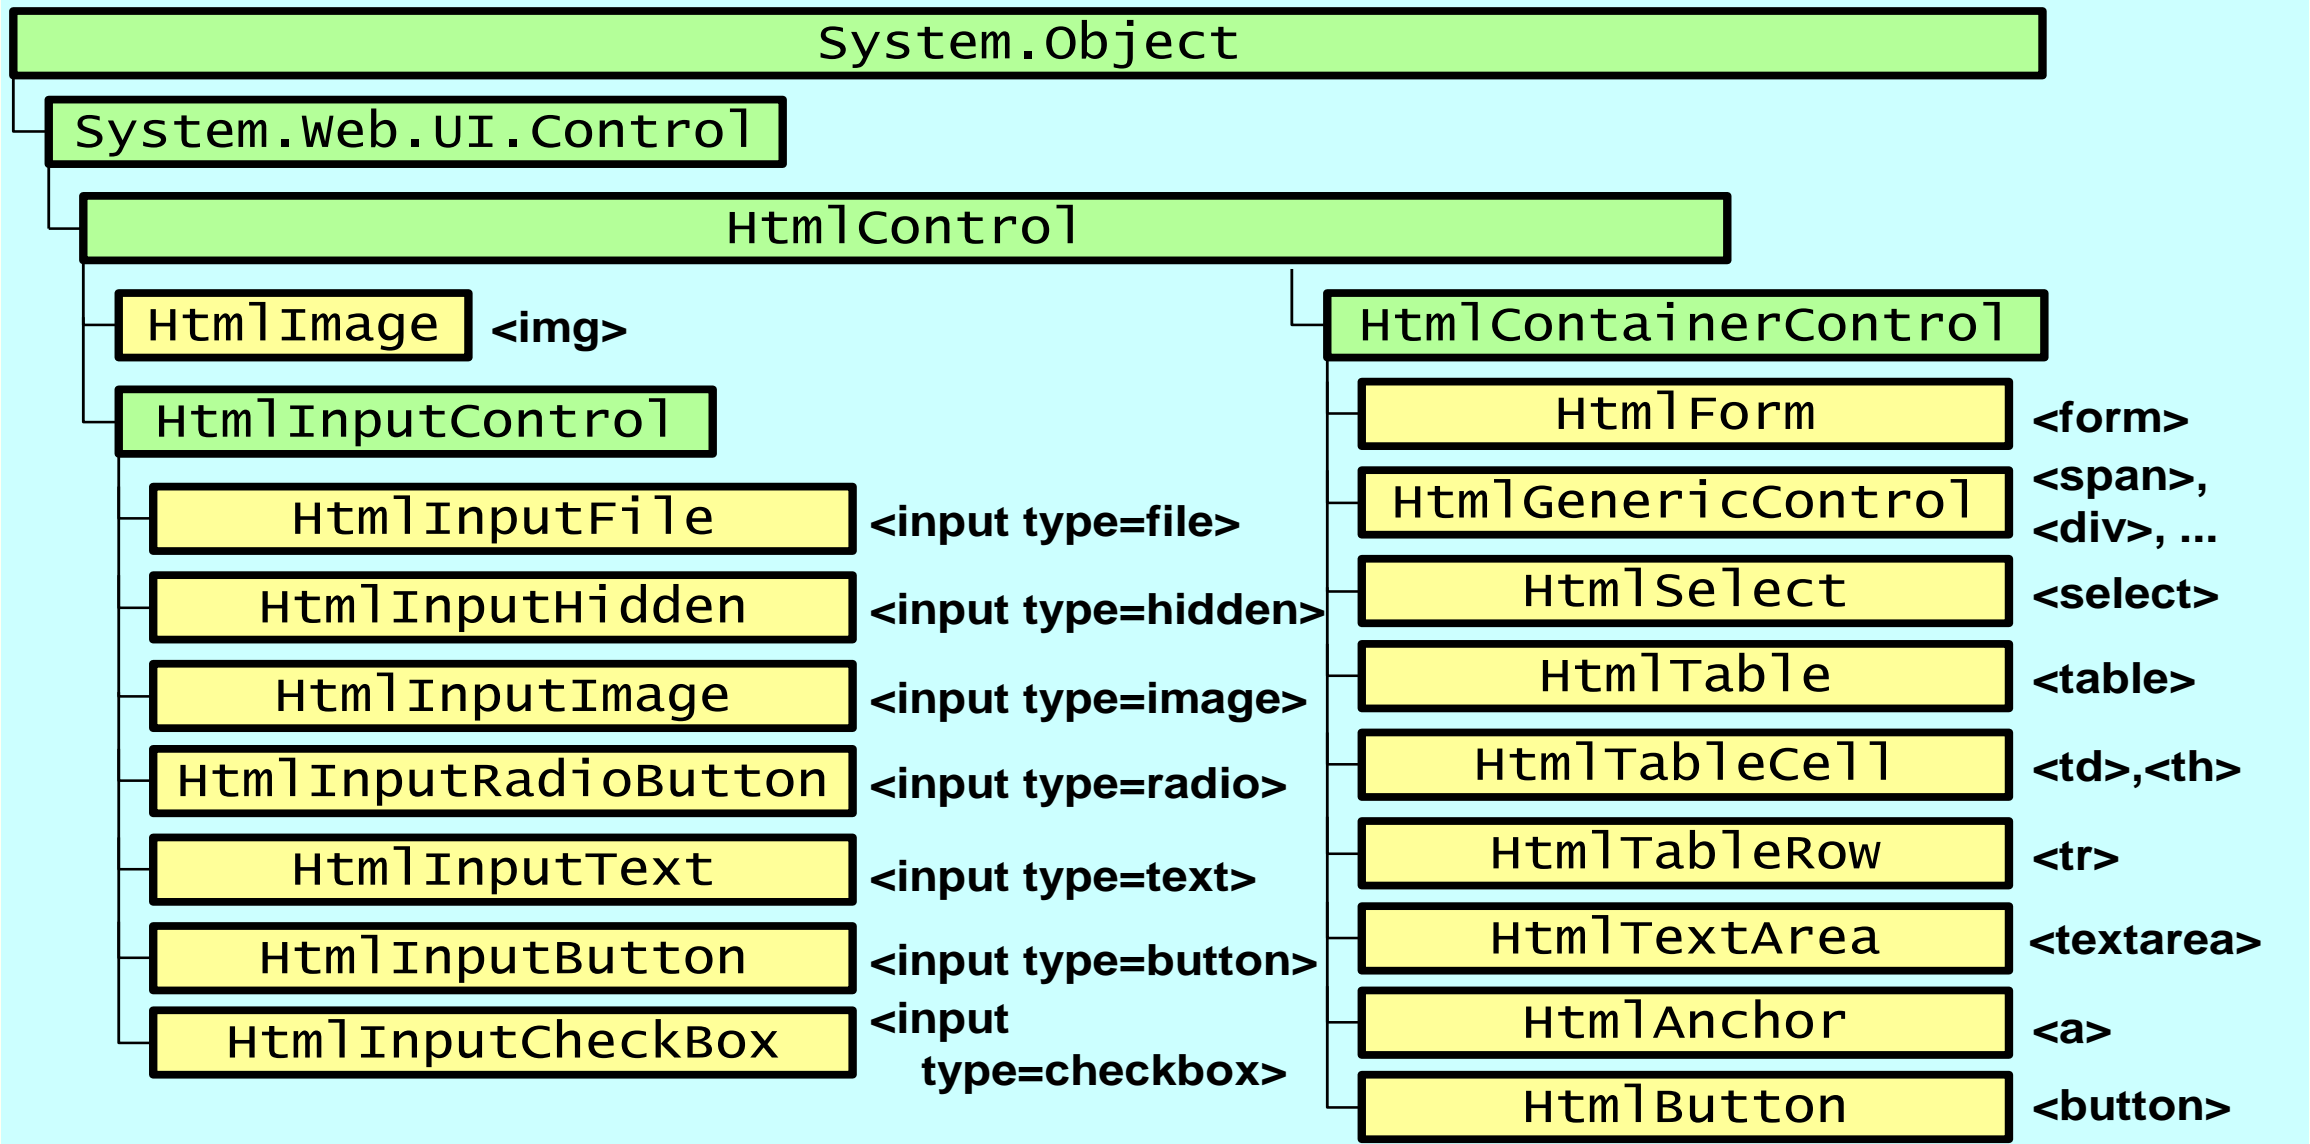 System.Object
System.Web.UI.Control
HtmlControl
HtmlImage <img>
HtmlInputControl
HtmlInputFile <input type=file>
HtmlInputHidden <input type=hidden>
HtmlInputImage <input type=image>
HtmlInputRadioButton <input type=radio>
HtmlInputText <input type=text>
HtmlInputButton <input type=button>
HtmlInputCheckBox <input
type=checkbox>
HtmlContainerControl
HtmlForm <form>
HtmlGenericControl <span>,
<div>, ...
HtmlSelect <select>
HtmlTable <table>
HtmlTableCell <td>,<th>
HtmlTableRow <tr>
HtmlTextArea <textarea>
HtmlAnchor <a>
HtmlButton <button>